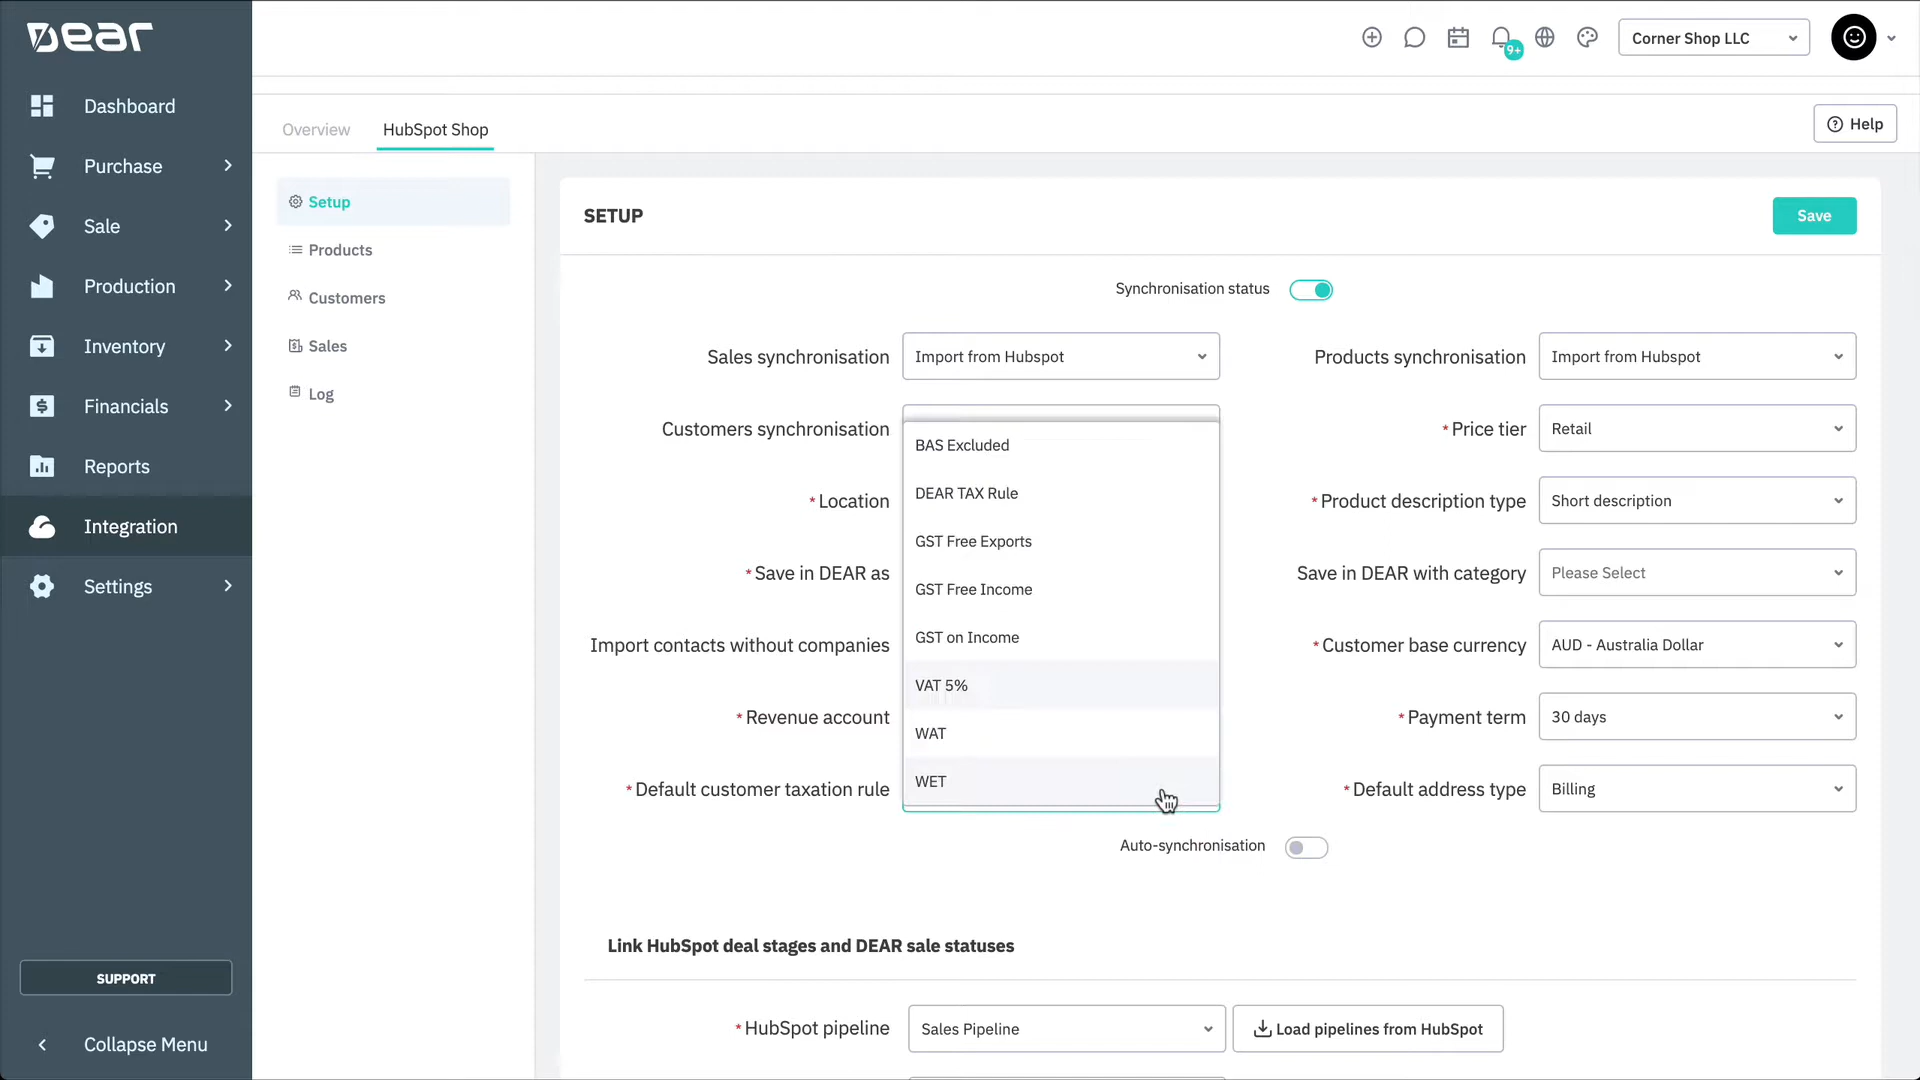 Dear
9+
Corner Shop LLC
Dashboard
Purchase
Sale
Production
Inventory
Financials
Reports
Integration
Settings
SUPPORT
Collapse Menu
Overview
HubSpot Shop
Help
Setup
Products
Customers
Sales
Log
SETUP
Save
Synchronisation status
Sales synchronisation
Import from Hubspot
Products synchronisation
Import from Hubspot
Customers synchronisation
* Price tier
Retail
* Location
* Product description type
Short description
* Save in DEAR as
Save in DEAR with category
Please Select
Import contacts without companies
* Customer base currency
AUD - Australia Dollar
* Revenue account
* Payment term
30 days
* Default customer taxation rule
* Default address type
Billing
BAS Excluded
DEAR TAX Rule
GST Free Exports
GST Free Income
GST on Income
VAT 5%
WAT
WET
Auto-synchronisation
Link HubSpot deal stages and DEAR sale statuses
* HubSpot pipeline
Sales Pipeline
Load pipelines from HubSpot